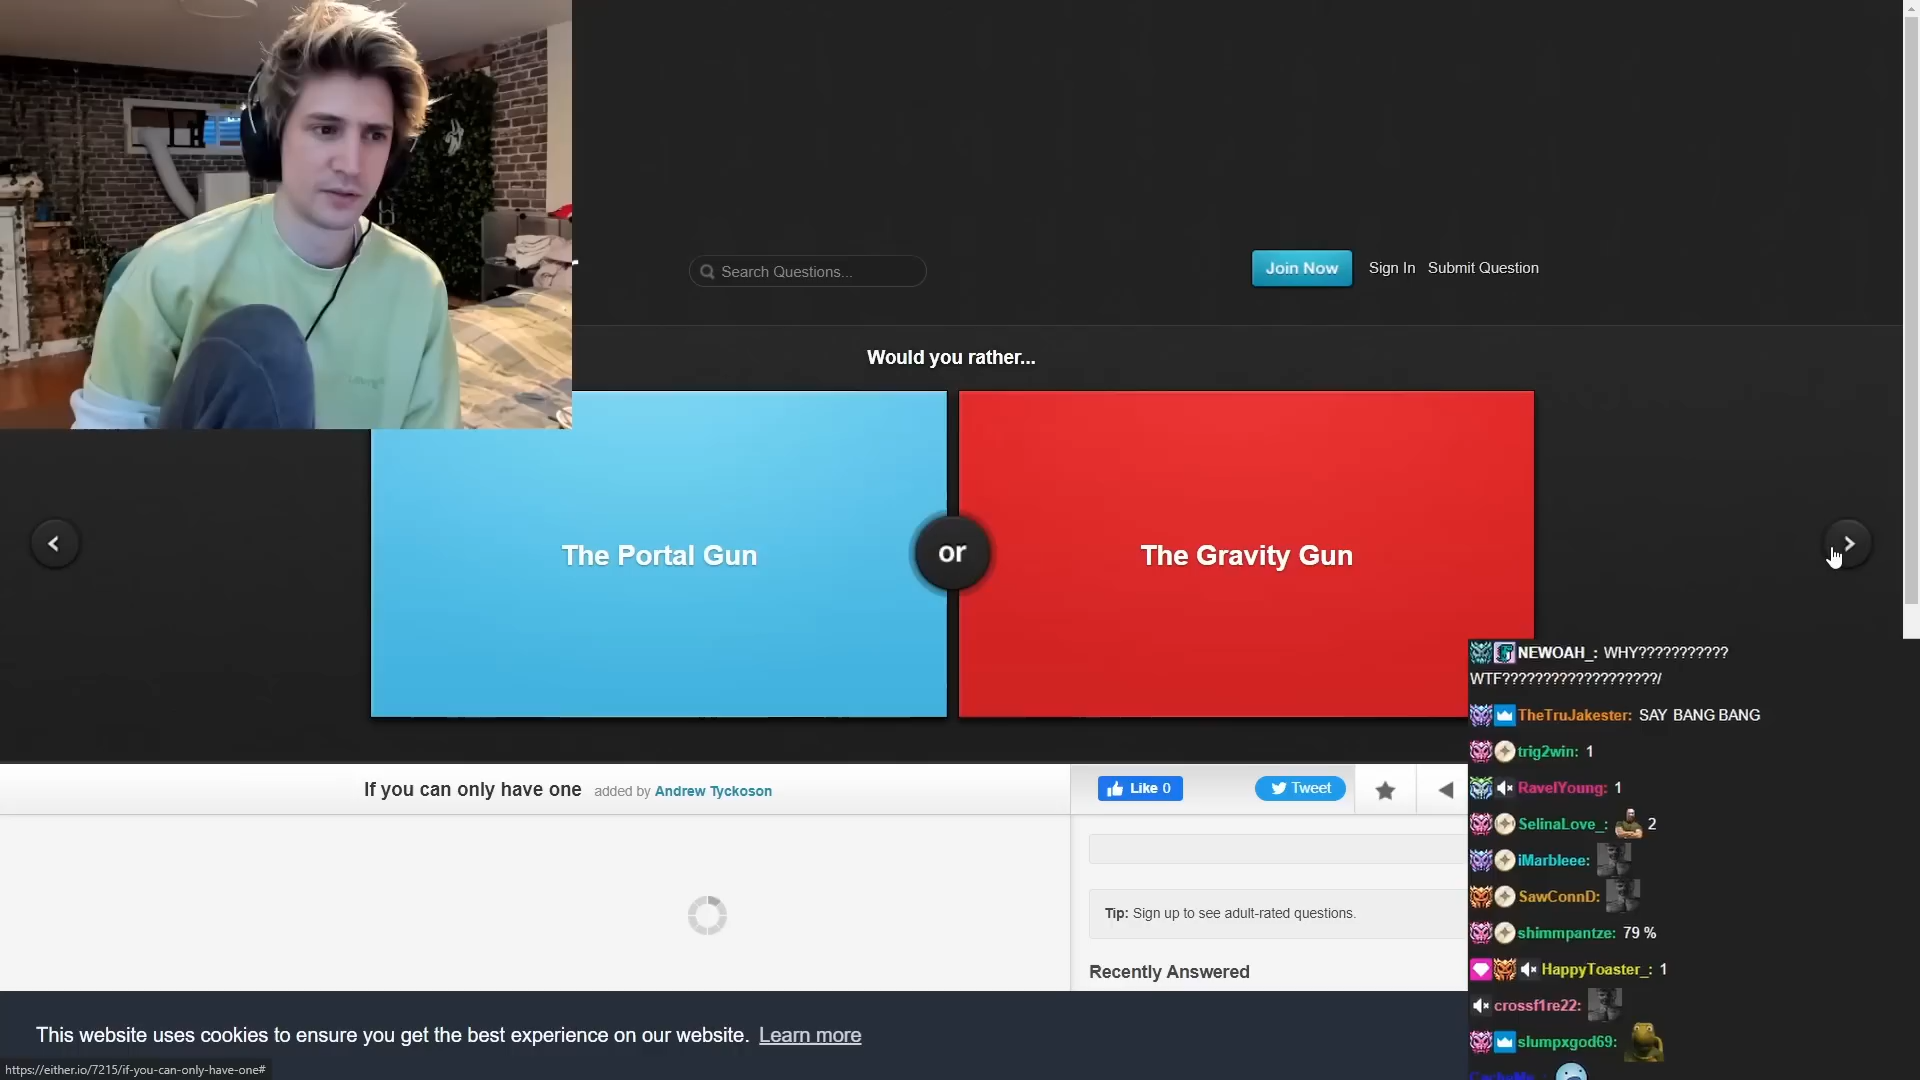 Search Questions...
Join Now
Sign In
Submit Question
Would you rather...
The Portal Gun
or
The Gravity Gun
If you can only have one added by Andrew Tyckoson
Like 0
Tweet
Tip: Sign up to see adult-rated questions.
Recently Answered
NEWOAH_: WHY???????????
WTF???????????????????/
TheTruJakester: SAY BANG BANG
trig2win: 1
RavelYoung: 1
SelinaLove_: 2
iMarbleee:
SawConnD:
shimmpantze: 79 %
HappyToaster_: 1
crossf1re22:
slumpxgod69:
This website uses cookies to ensure you get the best experience on our website. Learn more
https://either.io/7215/if-you-can-only-have-one#